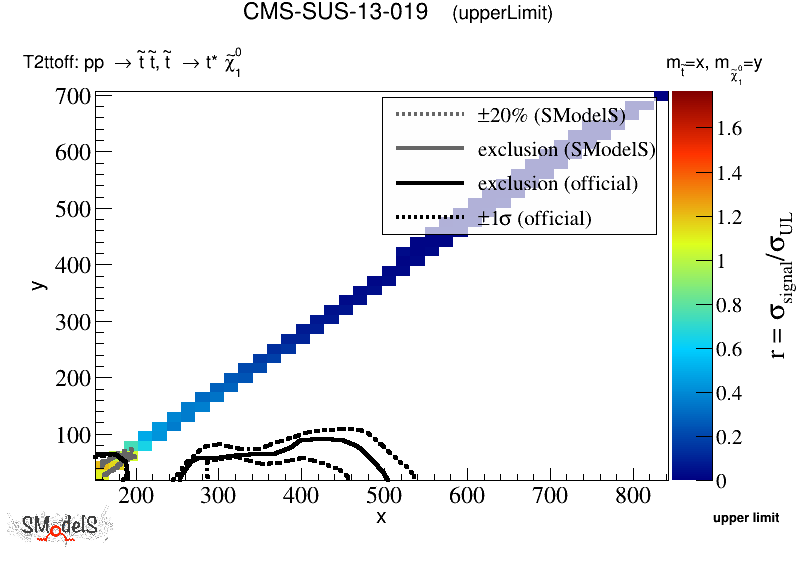 CMS-SUS-13-019 (upperLimit)
T2ttoff: pp → t̃ t̃, t̃ → t* χ̃₁⁰
m_t̃=x, m_χ̃₁⁰=y
±20% (SModelS)
exclusion (SModelS)
exclusion (official)
±1σ (official)
700
600
500
400
300
200
100
y
200
300
400
500
600
700
800
x
1.6
1.4
1.2
1
0.8
0.6
0.4
0.2
0
r = σ_signal/σ_UL
SModelS
upper limit